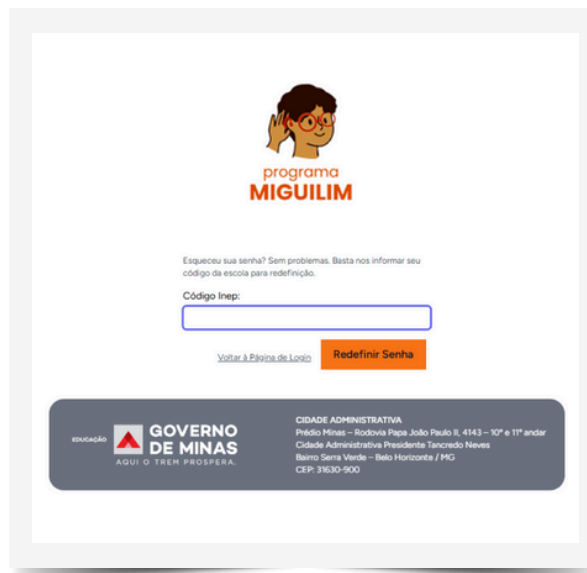 programa
MIGUILIM
Esqueceu sua senha? Sem problemas. Basta nos informar seu
código da escola para redefinição.
Código Inep:
Voltar à Página de Login
Redefinir Senha
EDUCAÇÃO
GOVERNO
DE MINAS
AQUI O TREM PROSPERA.
CIDADE ADMINISTRATIVA
Prédio Minas – Rodovia Papa João Paulo II, 4143 – 10º e 11º andar
Cidade Administrativa Presidente Tancredo Neves
Bairro Serra Verde – Belo Horizonte / MG
CEP: 31630-900